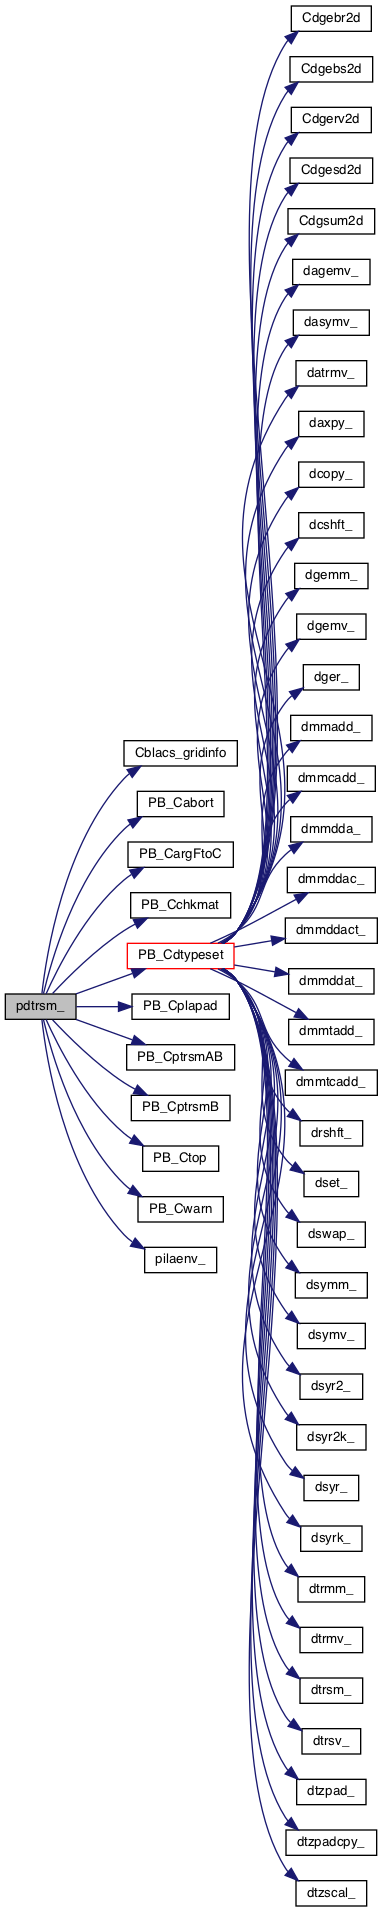 pdtrsm_
Cblacs_gridinfo
PB_Cabort
PB_CargFtoC
PB_Cchkmat
PB_Cdtypeset
PB_Cplapad
PB_CptrsmAB
PB_CptrsmB
PB_Ctop
PB_Cwarn
pilaenv_
Cdgebr2d
Cdgebs2d
Cdgerv2d
Cdgesd2d
Cdgsum2d
dagemv_
dasymv_
datrmv_
daxpy_
dcopy_
dcshft_
dgemm_
dgemv_
dger_
dmmadd_
dmmcadd_
dmmdda_
dmmddac_
dmmddact_
dmmddat_
dmmtadd_
dmmtcadd_
drshft_
dset_
dswap_
dsymm_
dsymv_
dsyr2_
dsyr2k_
dsyr_
dsyrk_
dtrmm_
dtrmv_
dtrsm_
dtrsv_
dtzpad_
dtzpadcpy_
dtzscal_